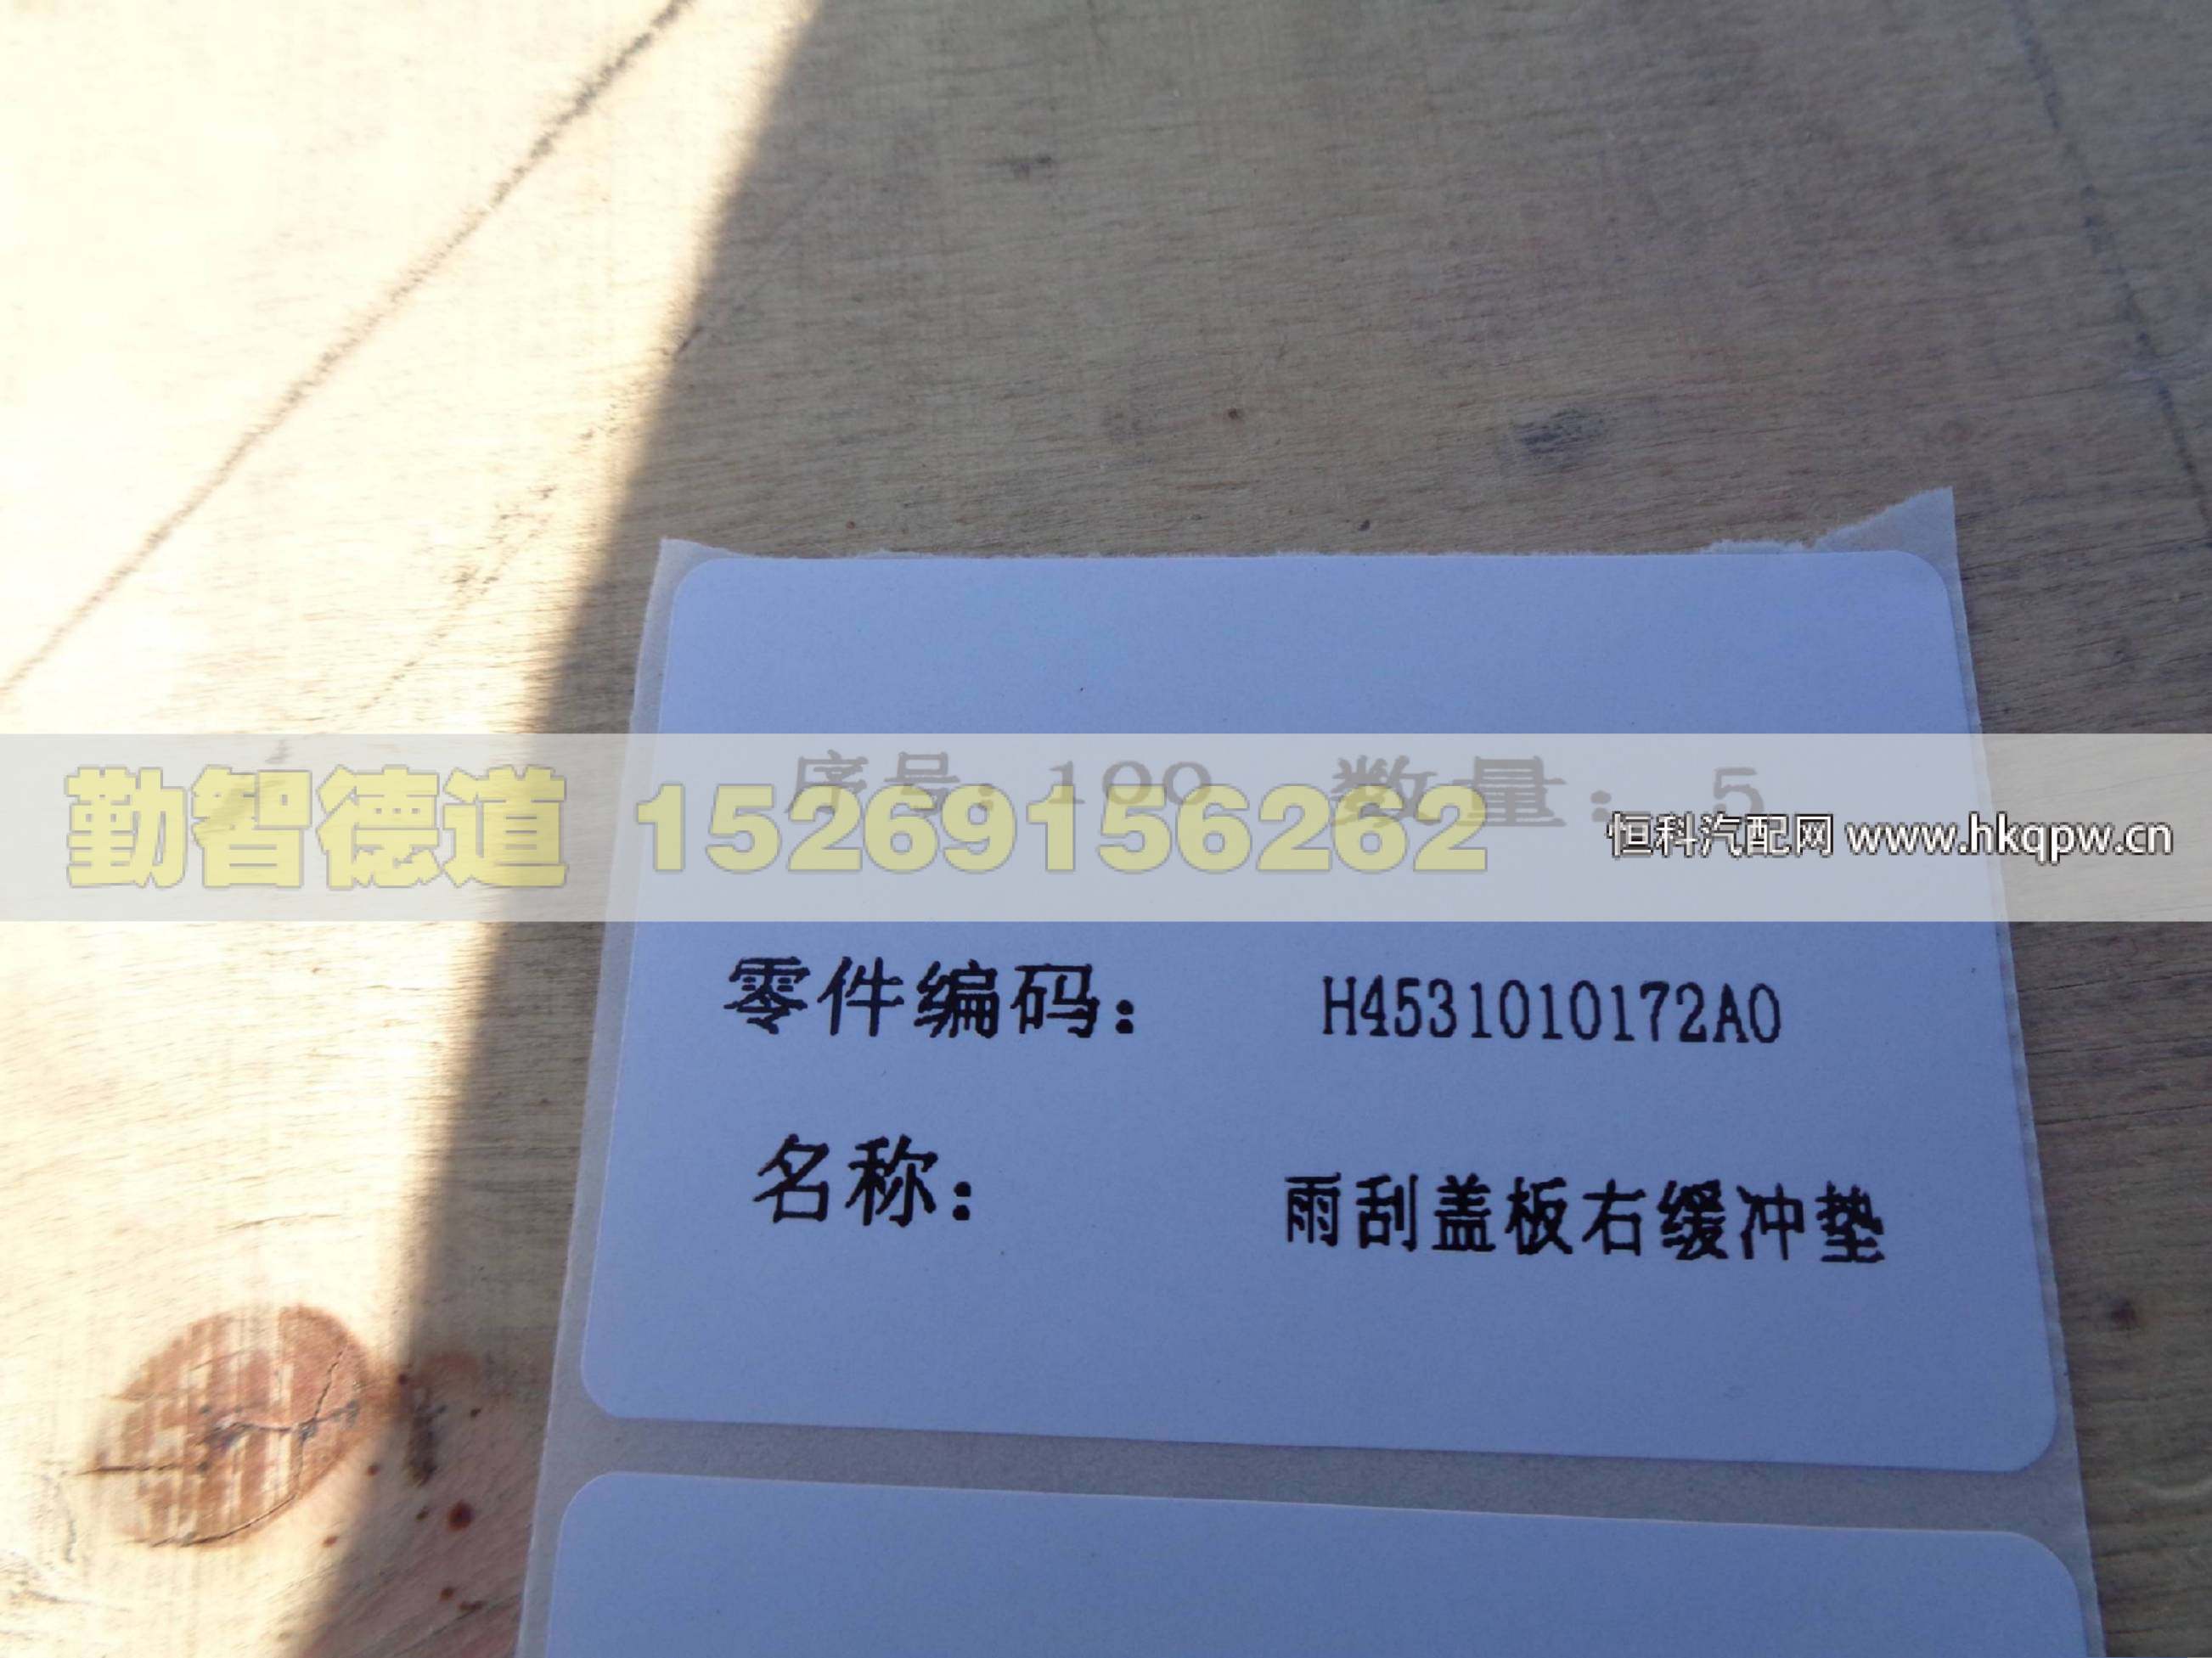 序号: 100 数量: 5
勤智德道 15269156262
恒科汽配网 www.hkqpw.cn
零件编码: H4531010172A0
名称: 雨刮盖板右缓冲垫